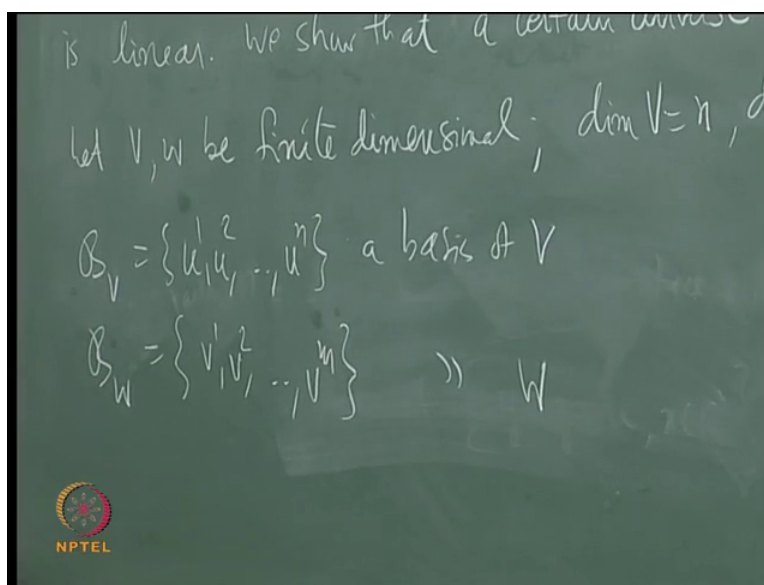 is linear. We show that a certain
Let V, W be finite dimensional; dim V = n,
B_V = {u^1, u^2, .., u^n} a basis of V
B_W = {v^1, v^2, .., v^m} " W
NPTEL